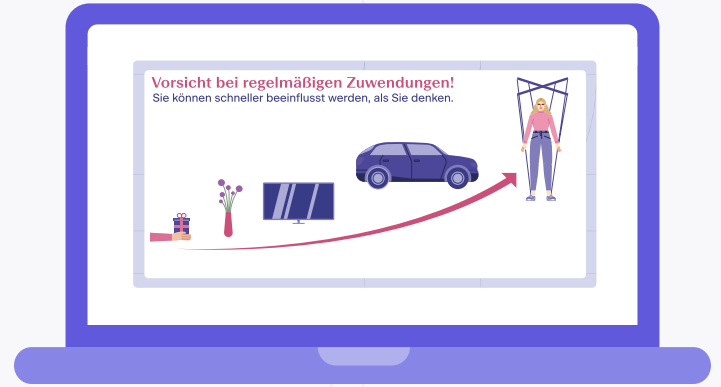 Vorsicht bei regelmäßigen Zuwendungen!
Sie können schneller beeinflusst werden, als Sie denken.